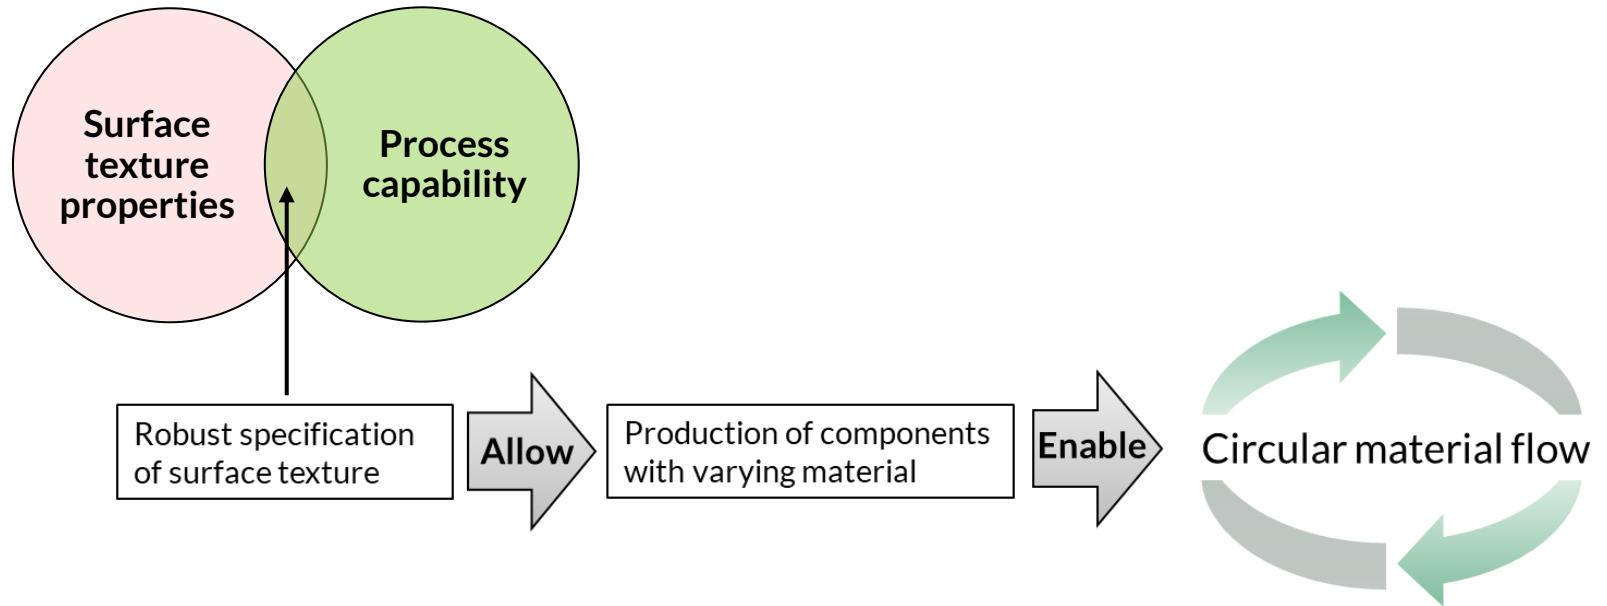 Surface
texture
properties
Process
capability
Robust specification
of surface texture
Allow
Production of components
with varying material
Enable
Circular material flow